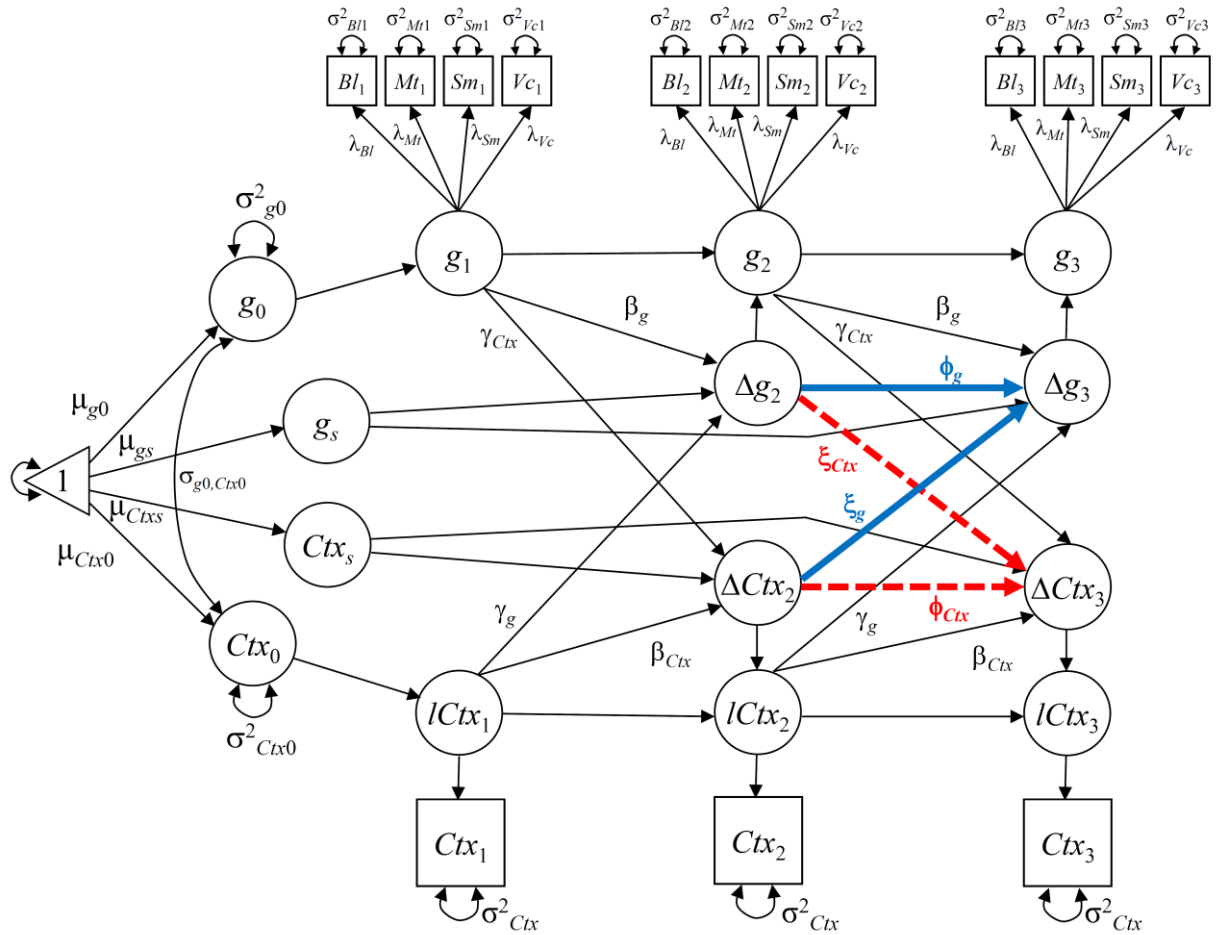 σ²Bl1 σ²Mt1 σ²Sm1 σ²Vc1 σ²Bl2 σ²Mt2 σ²Sm2 σ²Vc2 σ²Bl3 σ²Mt3 σ²Sm3 σ²Vc3
Bl₁ Mt₁ Sm₁ Vc₁ Bl₂ Mt₂ Sm₂ Vc₂ Bl₃ Mt₃ Sm₃ Vc₃
λBl λMt λSm λVc λBl λMt λSm λVc λBl λMt λSm λVc
σ²g0
g₁ g₂ g₃
g₀
γCtx βg γCtx βg
Δg₂ ϕg Δg₃
μg0
μgs
gₛ
ξCtx
1
σg0,Ctx0
ξg
μCtxs
Ctxₛ
μCtx0
ΔCtx₂ ϕCtx ΔCtx₃
γg γg
Ctx₀
βCtx βCtx
lCtx₁ lCtx₂ lCtx₃
σ²Ctx0
Ctx₁ Ctx₂ Ctx₃
σ²Ctx σ²Ctx σ²Ctx